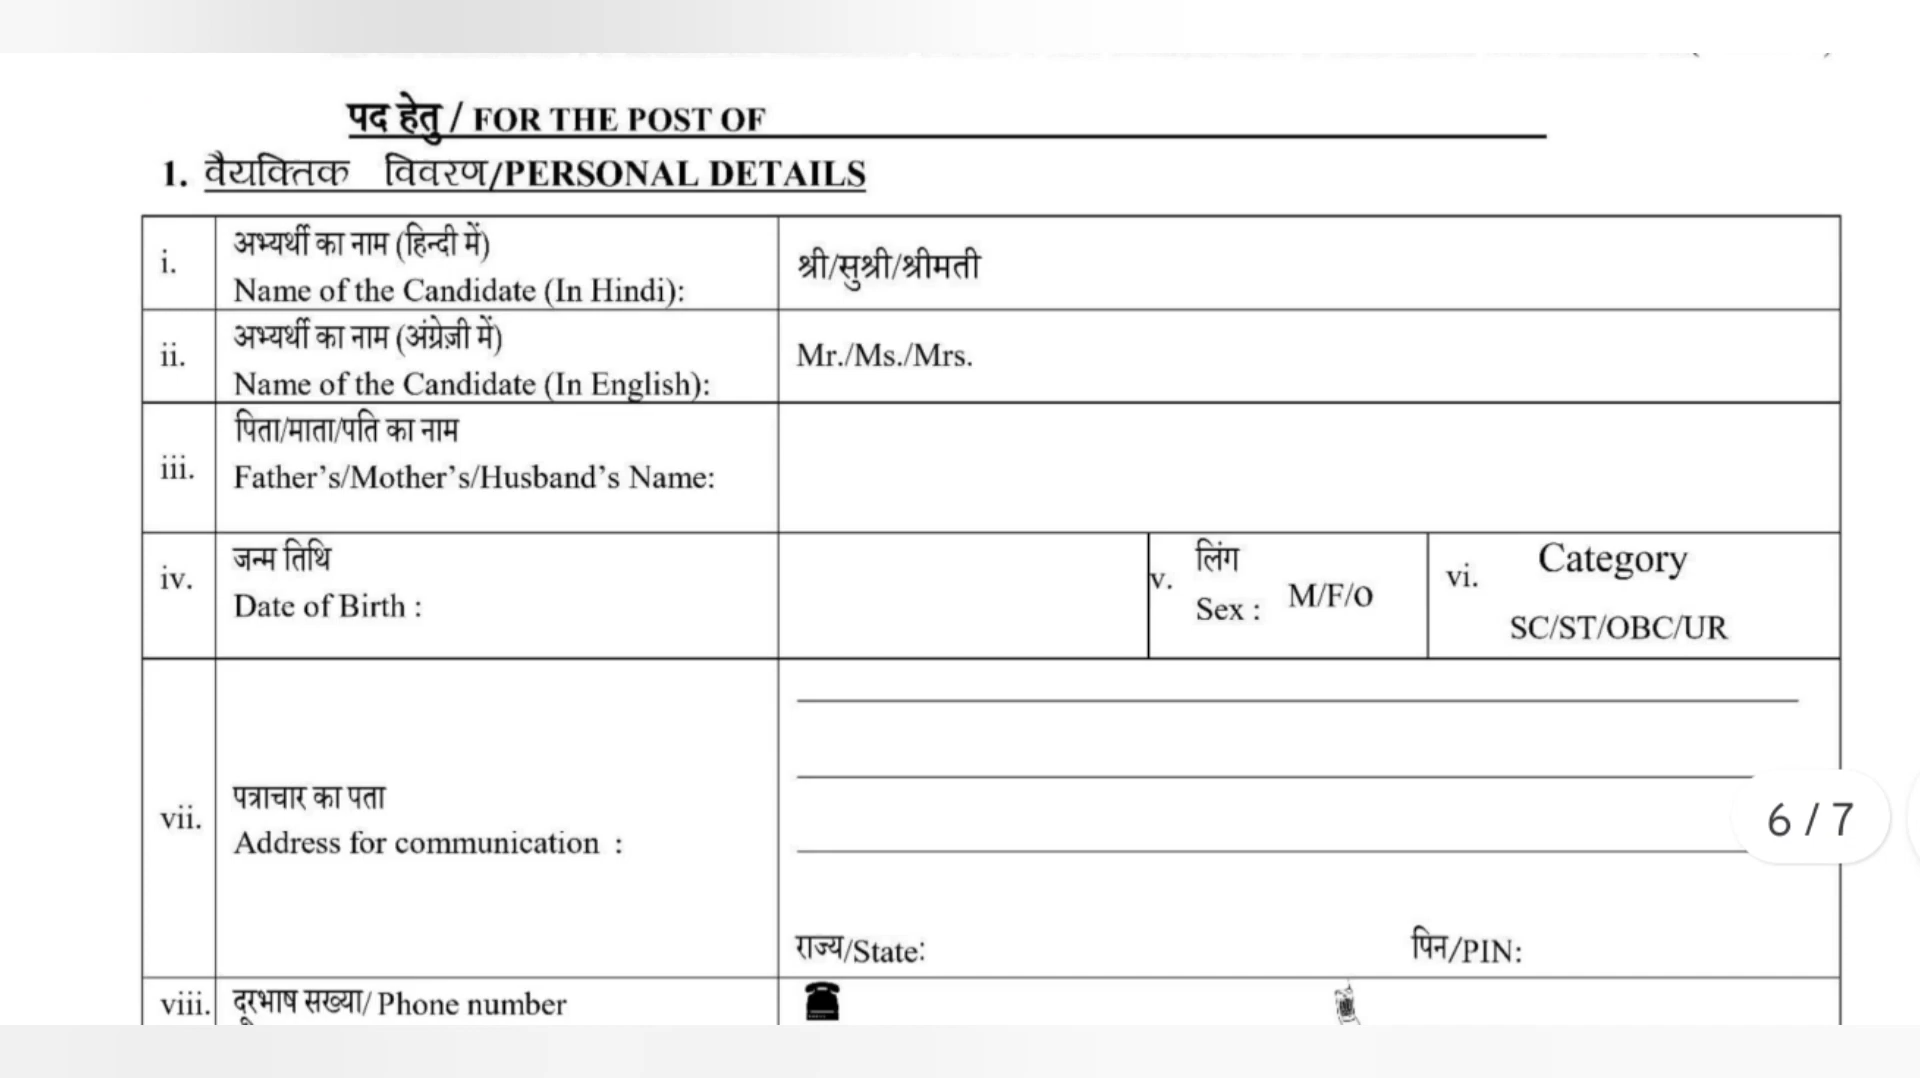 पद हेतु / FOR THE POST OF
1. वैयक्तिक विवरण/PERSONAL DETAILS
i.
अभ्यर्थी का नाम (हिन्दी में)
Name of the Candidate (In Hindi):
श्री/सुश्री/श्रीमती
ii.
अभ्यर्थी का नाम (अंग्रेज़ी में)
Name of the Candidate (In English):
Mr./Ms./Mrs.
iii.
पिता/माता/पति का नाम
Father’s/Mother’s/Husband’s Name:
iv.
जन्म तिथि
Date of Birth :
v.
लिंग
Sex : M/F/O
vi.
Category
SC/ST/OBC/UR
vii.
पत्राचार का पता
Address for communication :
राज्य/State: पिन/PIN:
6 / 7
viii. दूरभाष सख्या/ Phone number